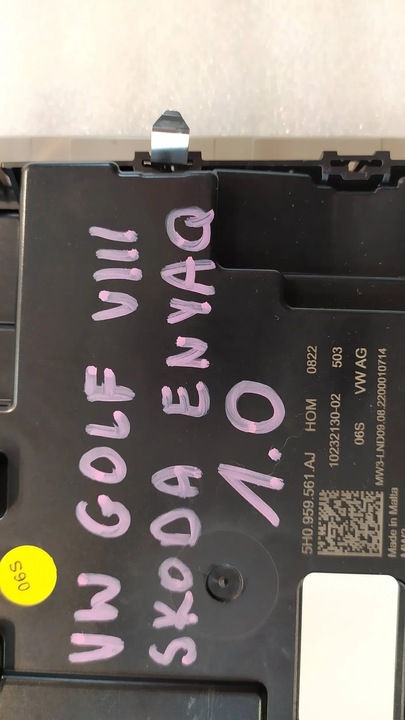 VW GOLF VIII
SKODA ENYAQ
1.0
5H0.959.561.AJ HOM 0822
10232130-02 503
06S VW AG
MW3-LND09.08.2200010714
Made in Malta
MW3
06S